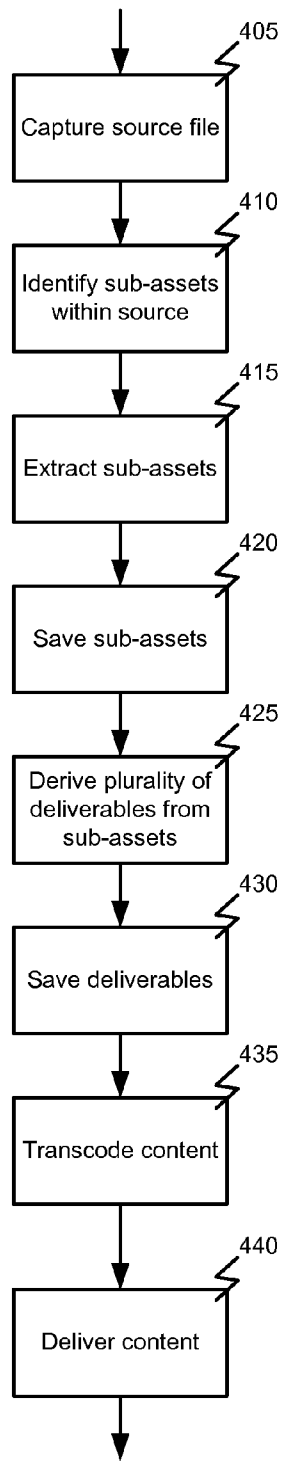 405
Capture source file
410
Identify sub-assets
within source
415
Extract sub-assets
420
Save sub-assets
425
Derive plurality of
deliverables from
sub-assets
430
Save deliverables
435
Transcode content
440
Deliver content